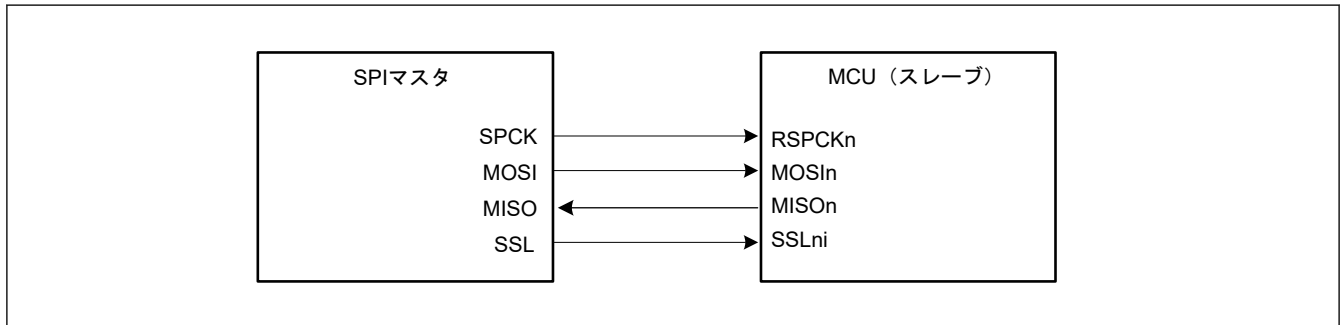 SPIマスタ
MCU（スレーブ）
SPCK
RSPCKn
MOSI
MOSIn
MISO
MISOn
SSL
SSLni